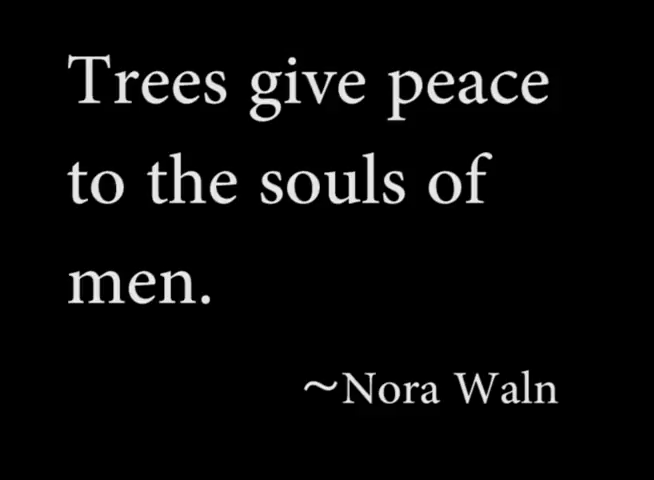 Trees give peace
to the souls of
men.
~Nora Waln